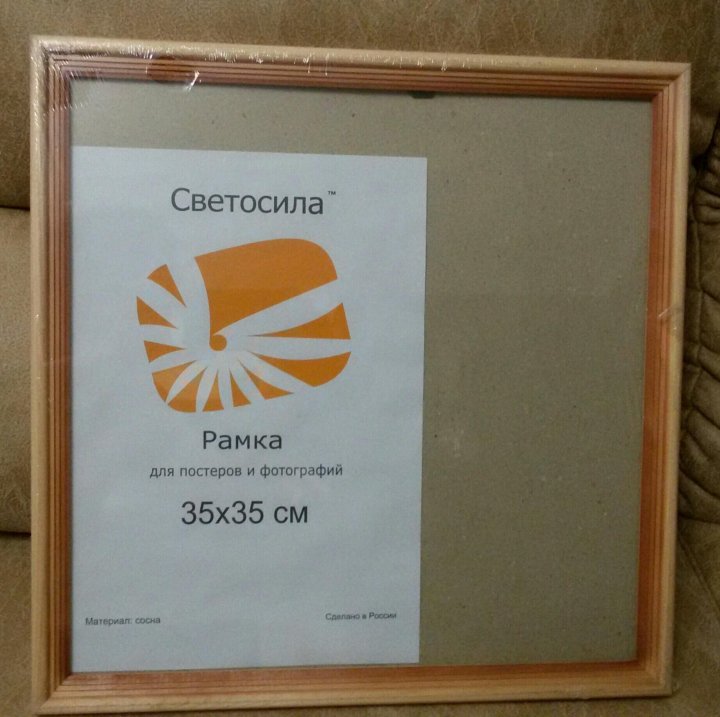 Светосила™
Рамка
для постеров и фотографий
35x35 см
Материал: сосна
Сделано в России